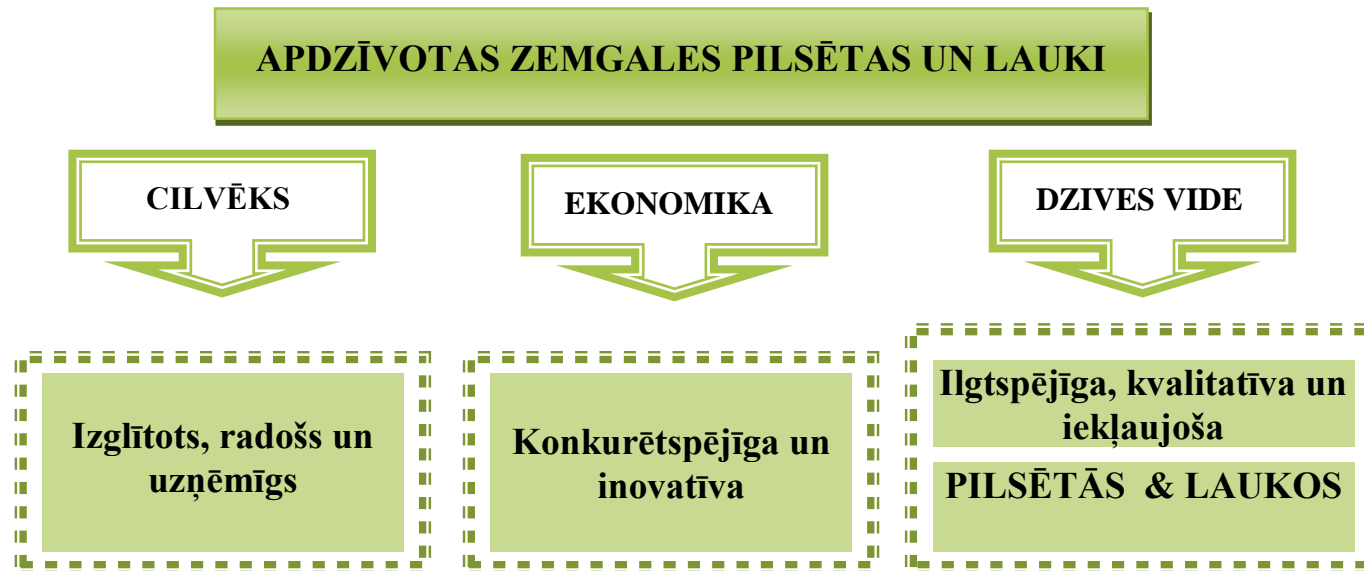 APDZĪVOTAS ZEMGALES PILSĒTAS UN LAUKI
CILVĒKS
EKONOMIKA
DZIVES VIDE
Izglītots, radošs un
uzņēmīgs
Konkurētspējīga un
inovatīva
Ilgtspējīga, kvalitatīva un
iekļaujoša
PILSĒTĀS & LAUKOS